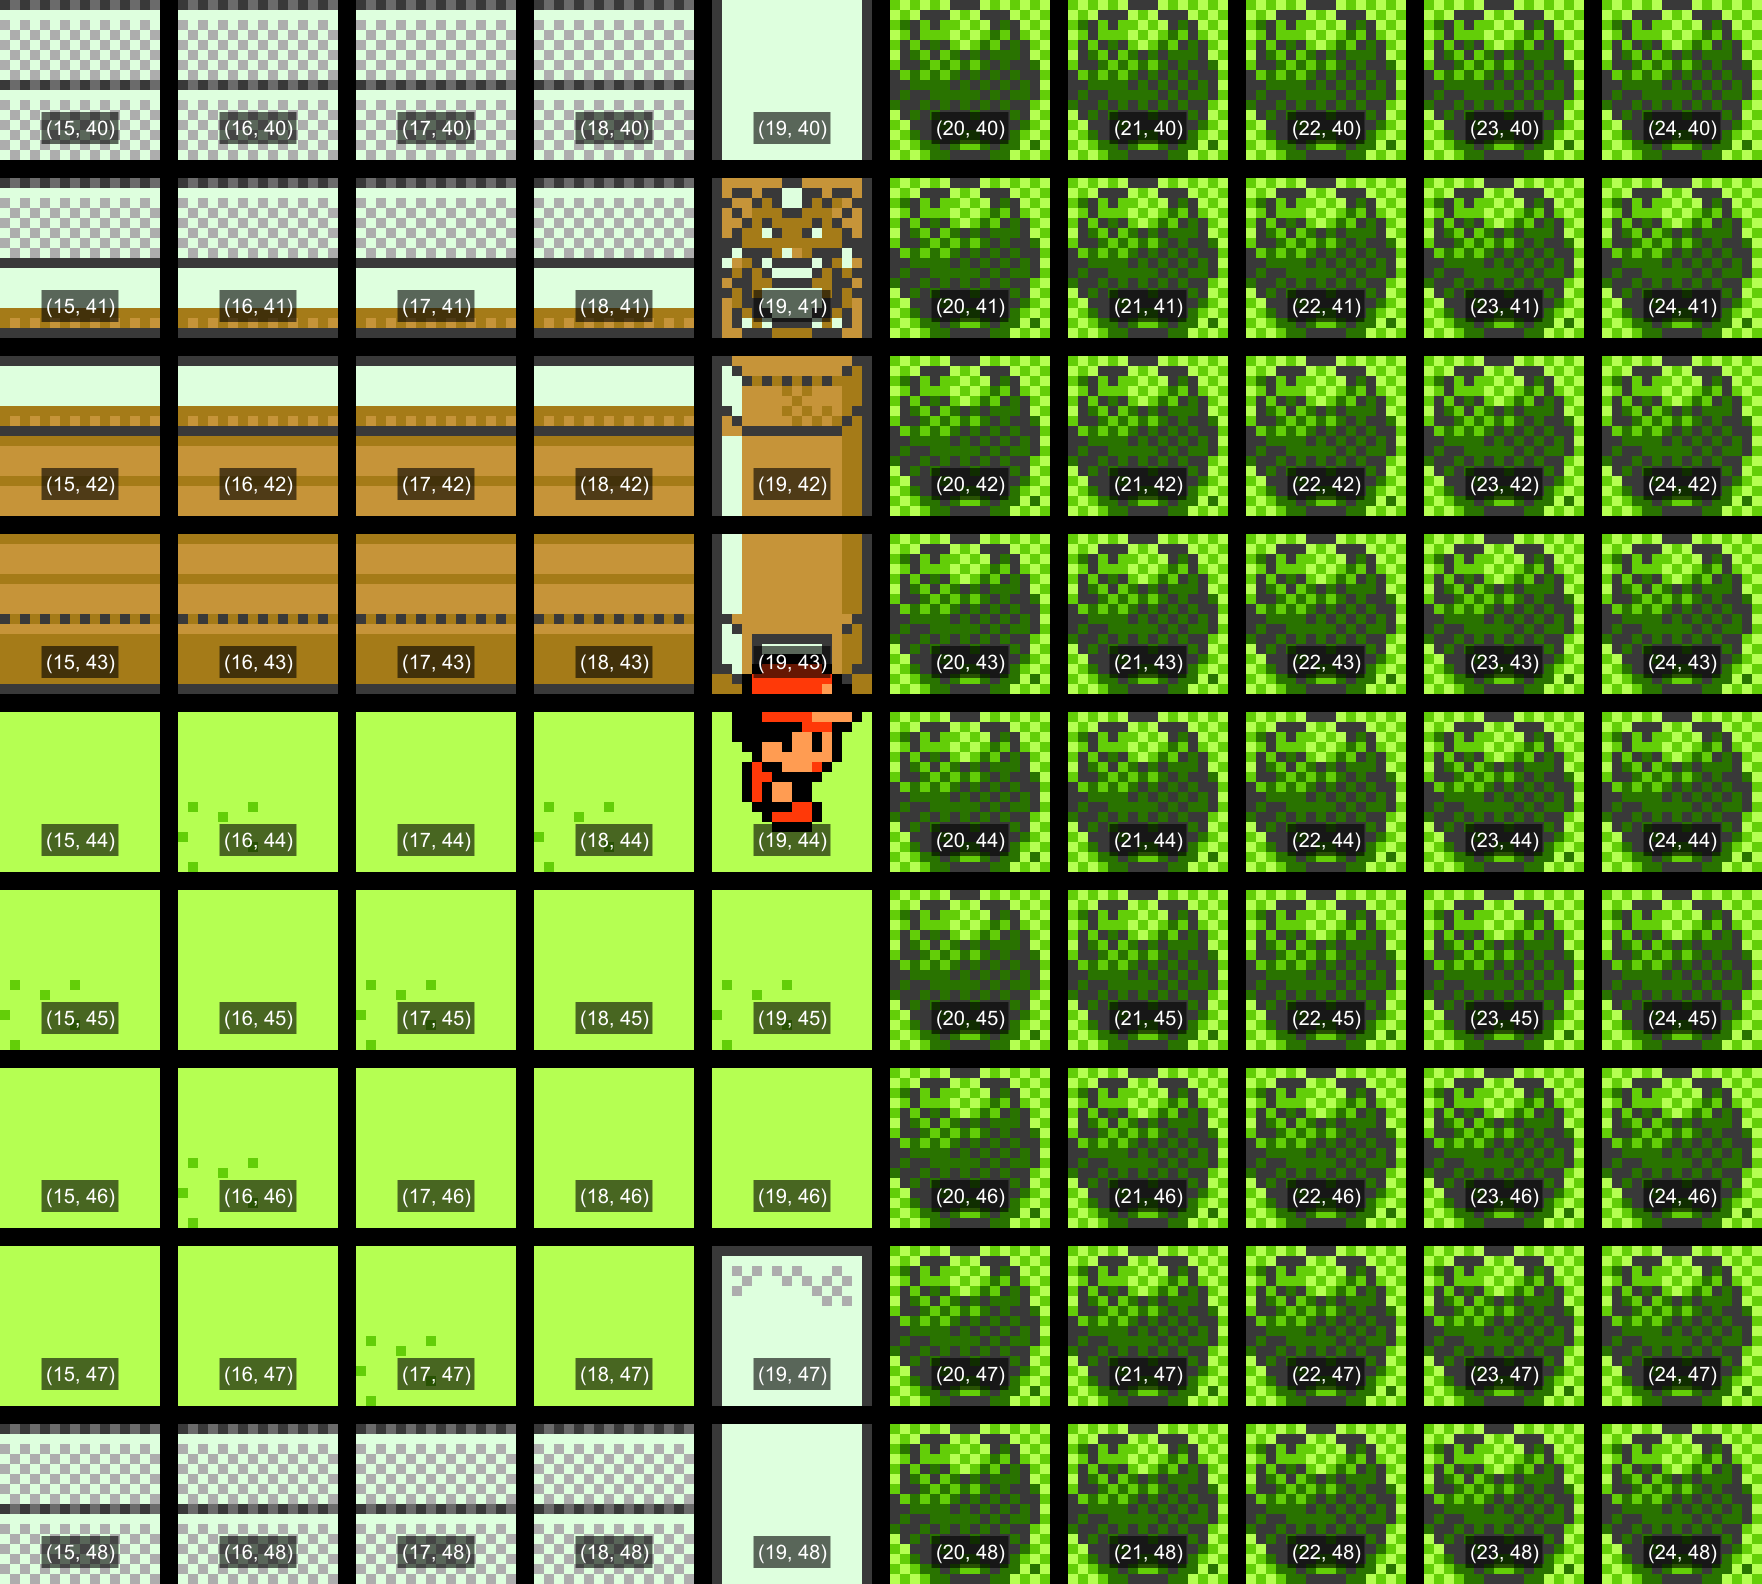 (15, 40) (16, 40) (17, 40) (18, 40) (19, 40) (20, 40) (21, 40) (22, 40) (23, 40) (24, 40)
(15, 41) (16, 41) (17, 41) (18, 41) (19, 41) (20, 41) (21, 41) (22, 41) (23, 41) (24, 41)
(15, 42) (16, 42) (17, 42) (18, 42) (19, 42) (20, 42) (21, 42) (22, 42) (23, 42) (24, 42)
(15, 43) (16, 43) (17, 43) (18, 43) (19, 43) (20, 43) (21, 43) (22, 43) (23, 43) (24, 43)
(15, 44) (16, 44) (17, 44) (18, 44) (19, 44) (20, 44) (21, 44) (22, 44) (23, 44) (24, 44)
(15, 45) (16, 45) (17, 45) (18, 45) (19, 45) (20, 45) (21, 45) (22, 45) (23, 45) (24, 45)
(15, 46) (16, 46) (17, 46) (18, 46) (19, 46) (20, 46) (21, 46) (22, 46) (23, 46) (24, 46)
(15, 47) (16, 47) (17, 47) (18, 47) (19, 47) (20, 47) (21, 47) (22, 47) (23, 47) (24, 47)
(15, 48) (16, 48) (17, 48) (18, 48) (19, 48) (20, 48) (21, 48) (22, 48) (23, 48) (24, 48)